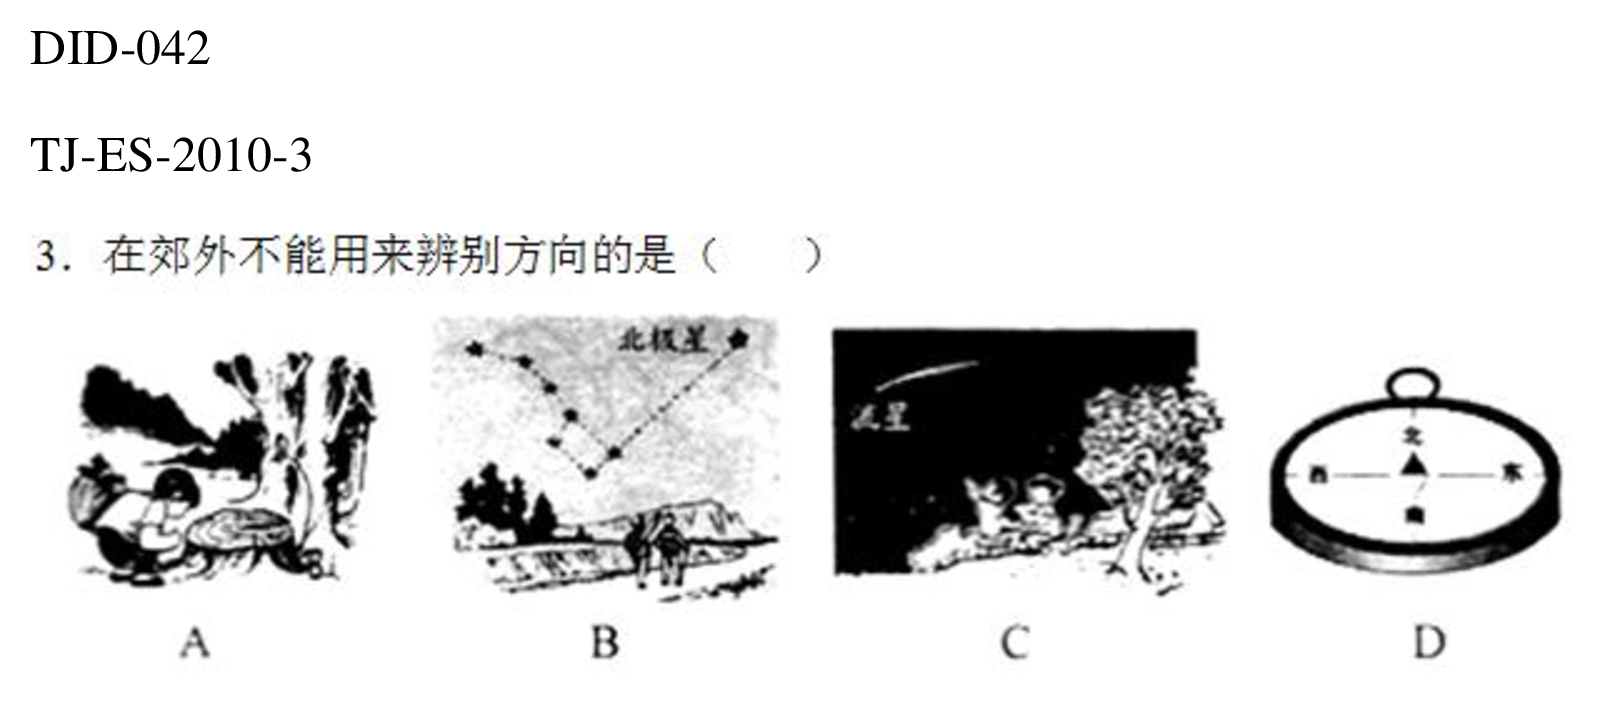 DID-042
TJ-ES-2010-3
3. 在郊外不能用来辨别方向的是（　　）
北极星
流星
北
西 东
南
A B C D